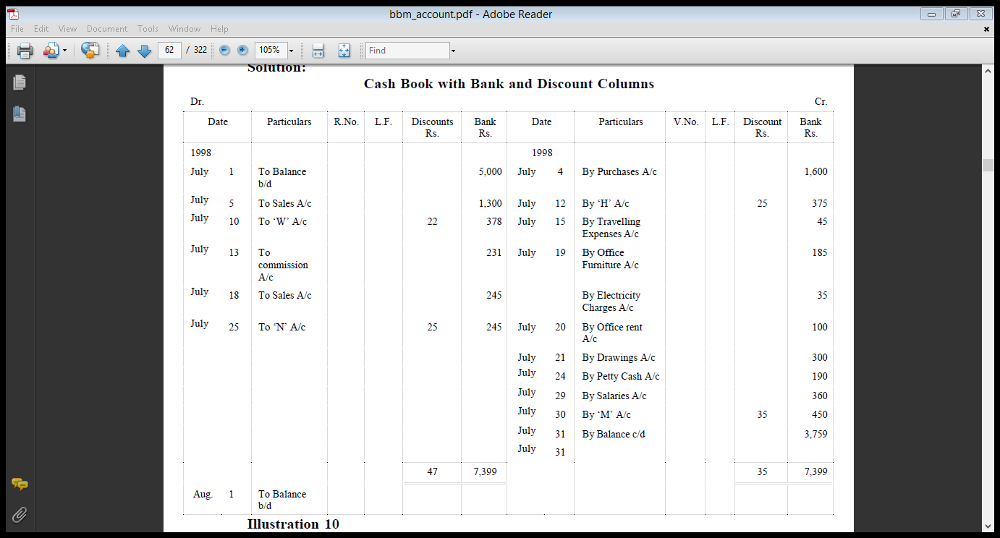 bbm_account.pdf - Adobe Reader
File Edit View Document Tools Window Help
62 / 322 105% Find
Solution:
Cash Book with Bank and Discount Columns
Dr. Cr.
Date Particulars R.No. L.F. Discounts Rs. Bank Rs. Date Particulars V.No. L.F. Discount Rs. Bank Rs.
1998 1998
July 1 To Balance b/d 5,000 July 4 By Purchases A/c 1,600
July 5 To Sales A/c 1,300 July 12 By ‘H’ A/c 25 375
July 10 To ‘W’ A/c 22 378 July 15 By Travelling Expenses A/c 45
July 13 To commission A/c 231 July 19 By Office Furniture A/c 185
July 18 To Sales A/c 245 By Electricity Charges A/c 35
July 25 To ‘N’ A/c 25 245 July 20 By Office rent A/c 100
July 21 By Drawings A/c 300
July 24 By Petty Cash A/c 190
July 29 By Salaries A/c 360
July 30 By ‘M’ A/c 35 450
July 31 By Balance c/d 3,759
July 31
47 7,399 35 7,399
Aug. 1 To Balance b/d
Illustration 10